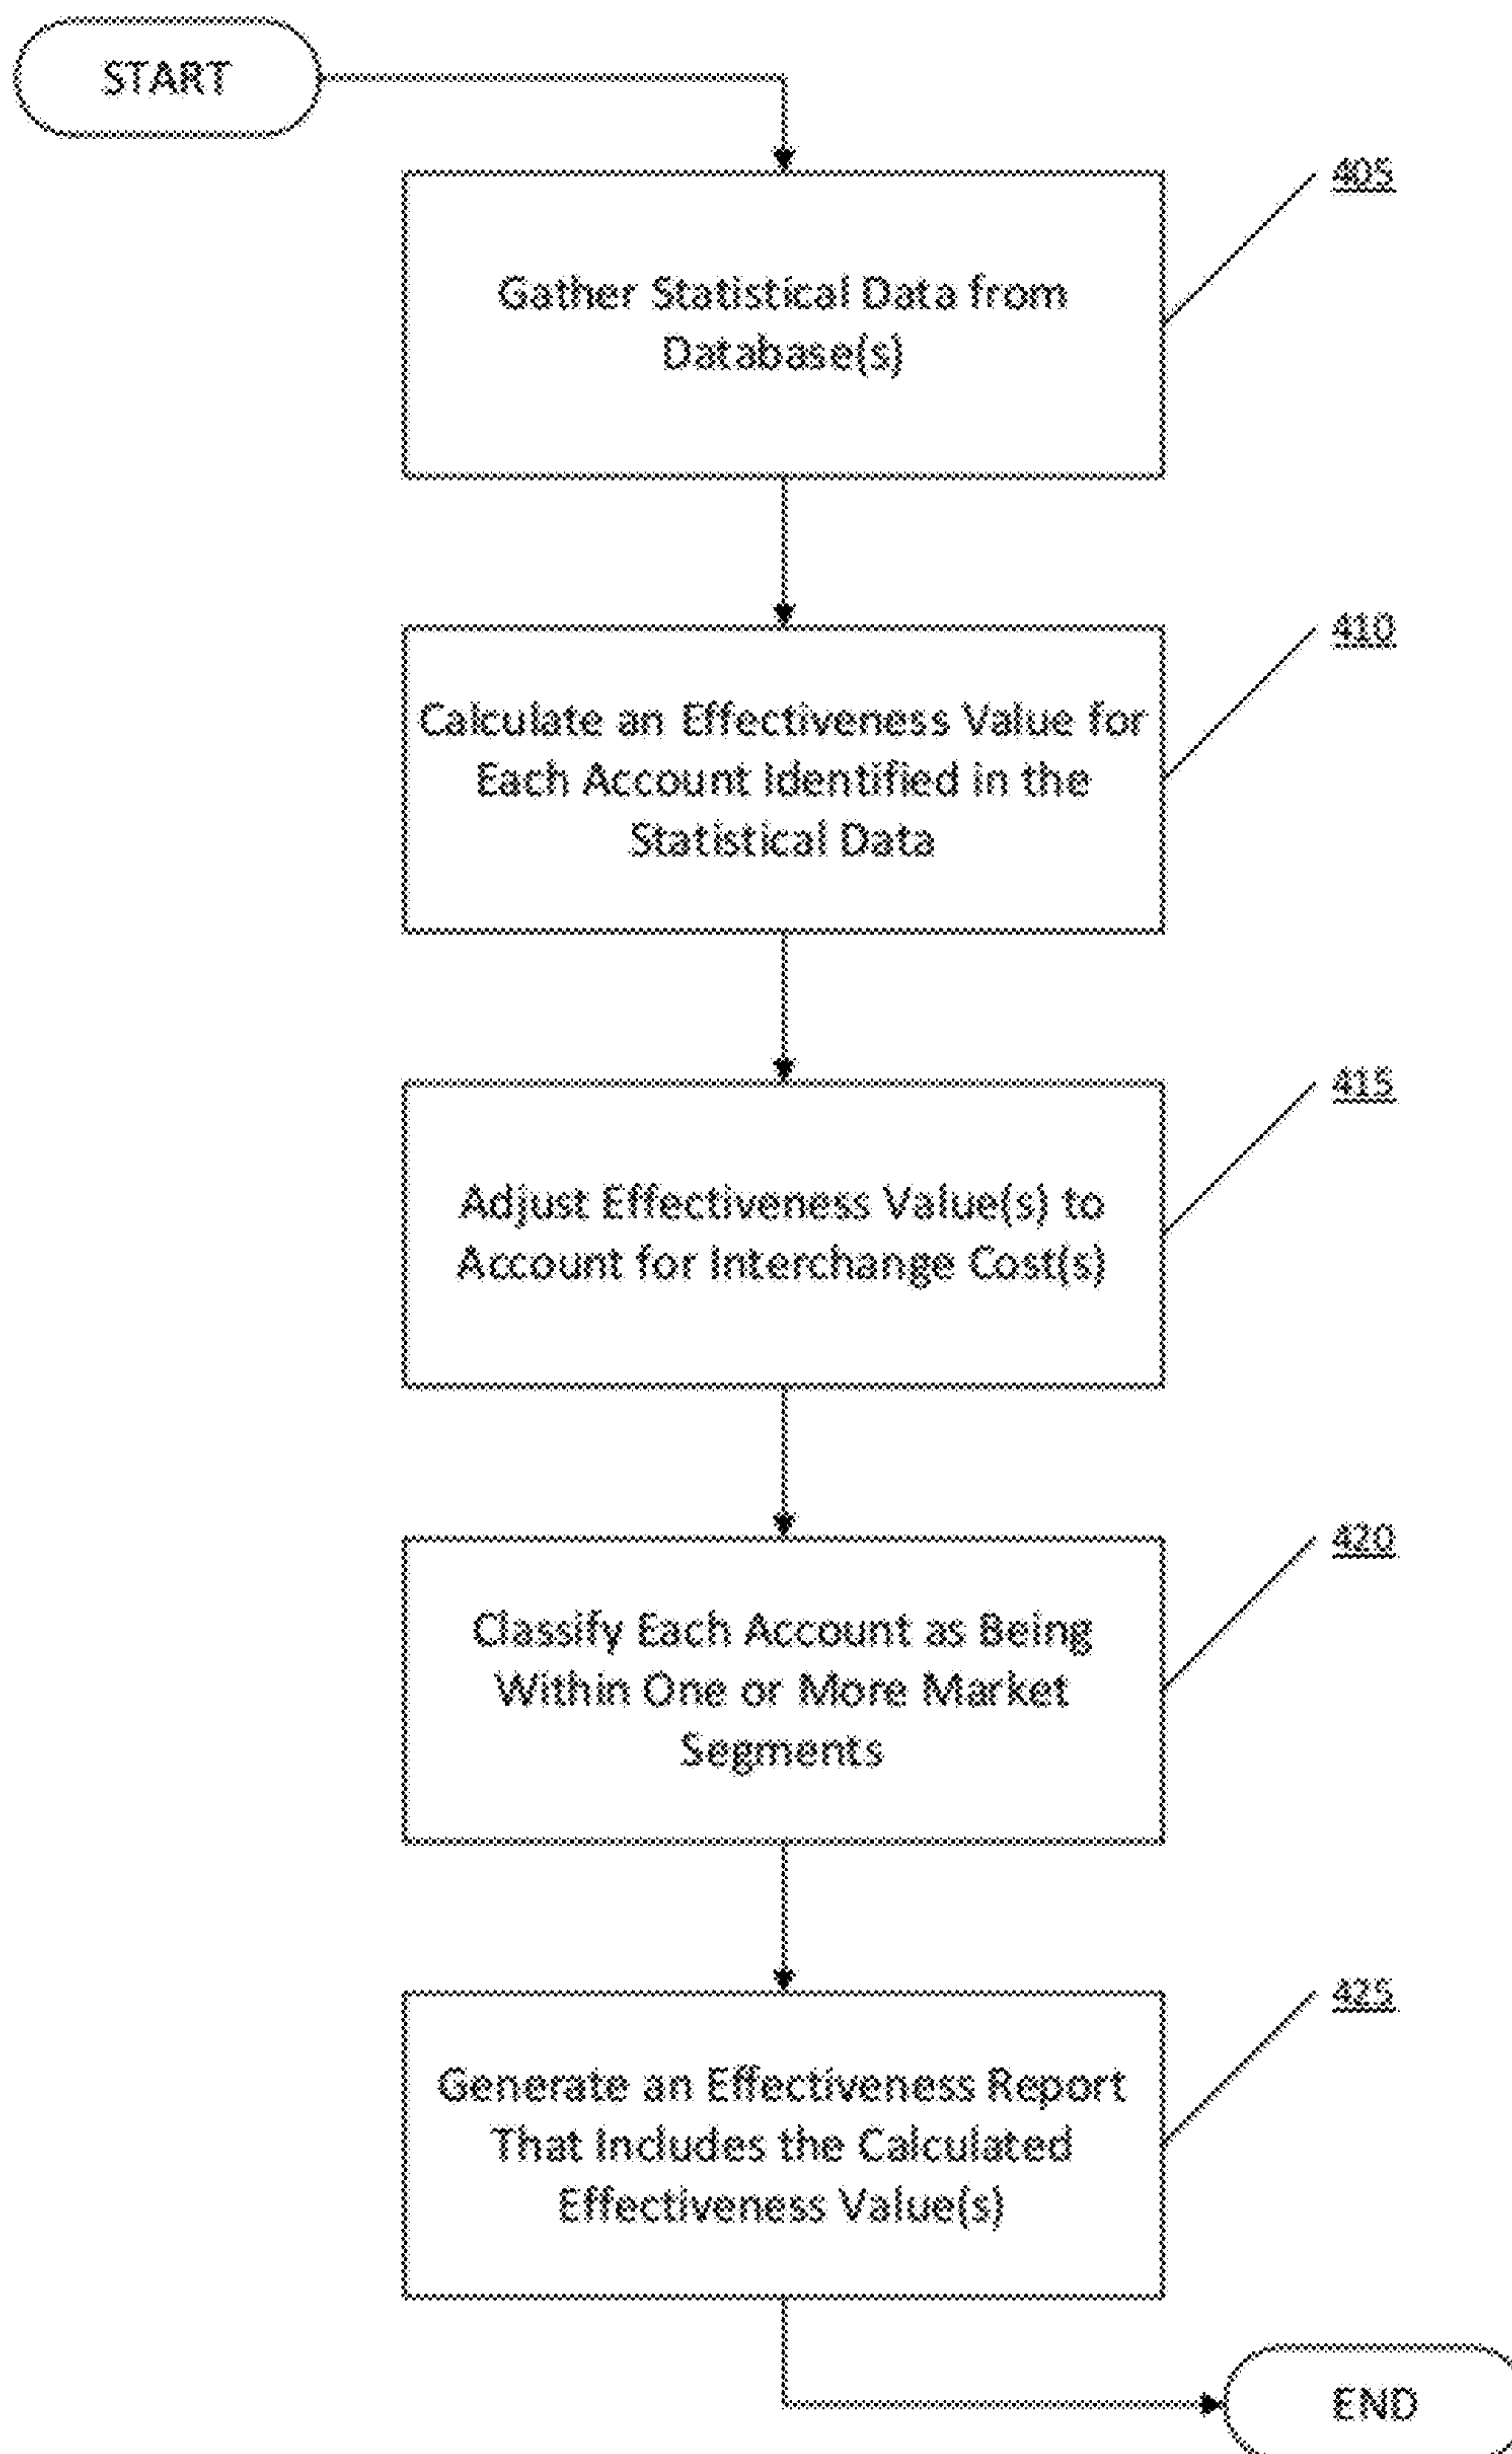 START
405
Gather Statistical Data from
Database(s)
410
Calculate an Effectiveness Value for
Each Account Identified in the
Statistical Data
415
Adjust Effectiveness Value(s) to
Account for Interchange Cost(s)
420
Classify Each Account as Being
Within One or More Market
Segments
425
Generate an Effectiveness Report
That Includes the Calculated
Effectiveness Value(s)
END